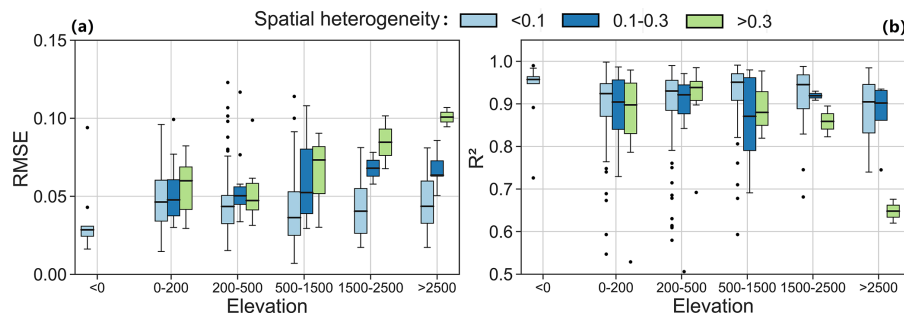 Spatial heterogeneity: <0.1 0.1-0.3 >0.3
(a)
RMSE
0.15
0.10
0.05
0.00
<0 0-200 200-500 500-1500 1500-2500 >2500
Elevation
(b)
R²
1.0
0.9
0.8
0.7
0.6
0.5
<0 0-200 200-500 500-1500 1500-2500 >2500
Elevation